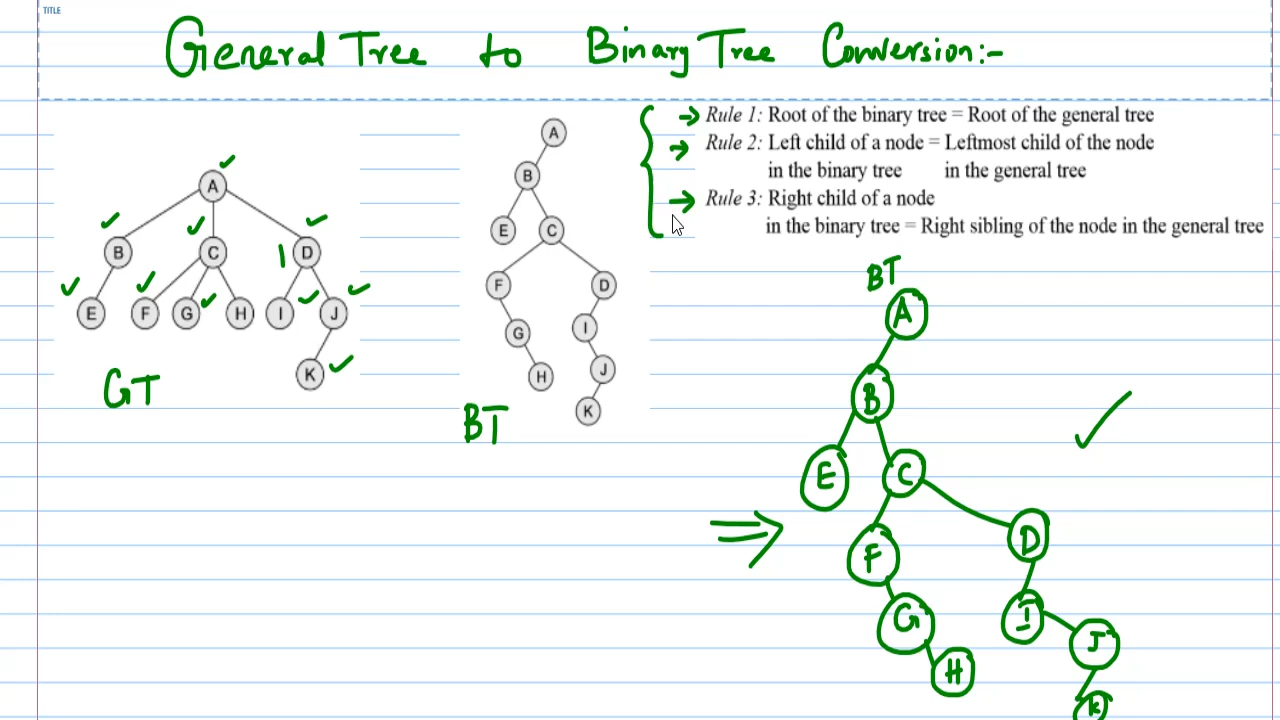 TITLE
General Tree to Binary Tree Conversion:-
→ Rule 1: Root of the binary tree = Root of the general tree
→ Rule 2: Left child of a node = Leftmost child of the node
in the binary tree in the general tree
→ Rule 3: Right child of a node
in the binary tree = Right sibling of the node in the general tree
A
B C D
E F G H I J
K
GT
A
B
E C
F D
G I
H J
K
BT
BT
A
B
E C
F D
G I J
H
K